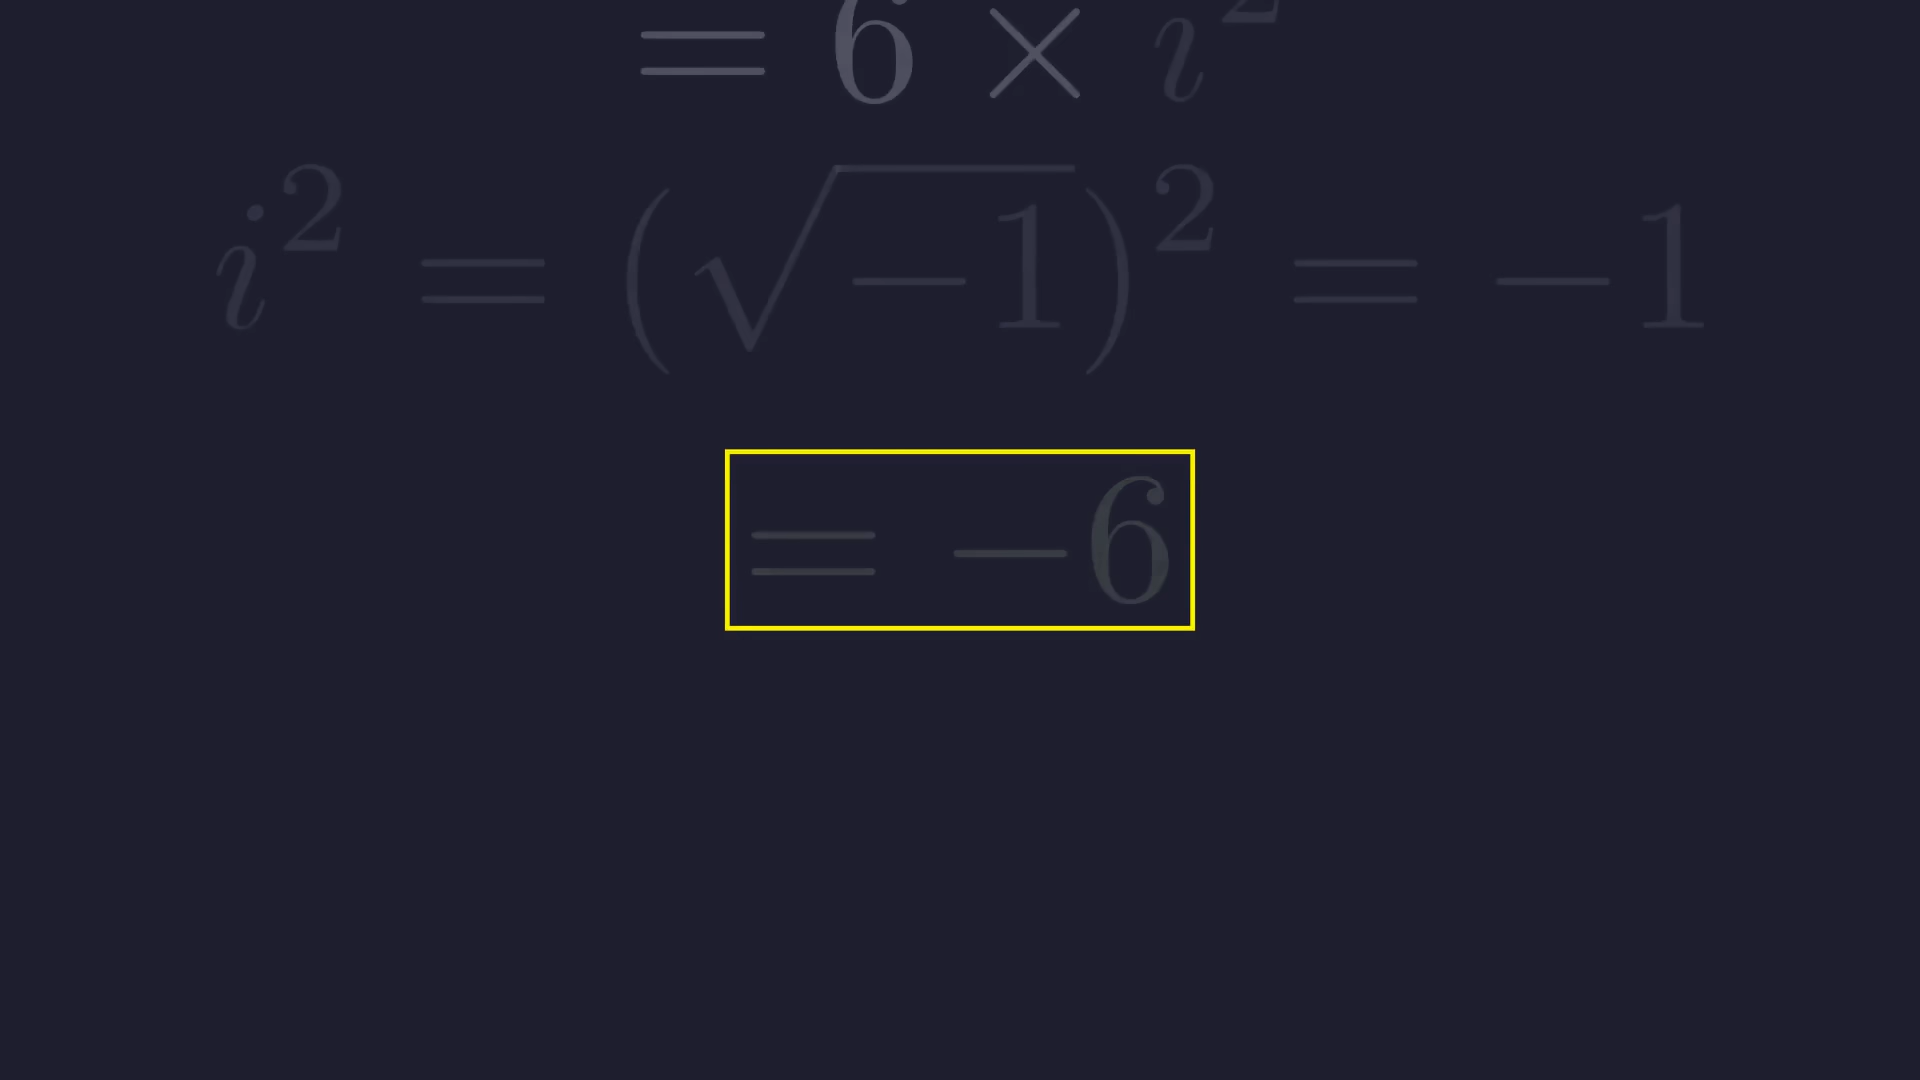 = 6 × i²
i² = (√−1)² = −1
= −6